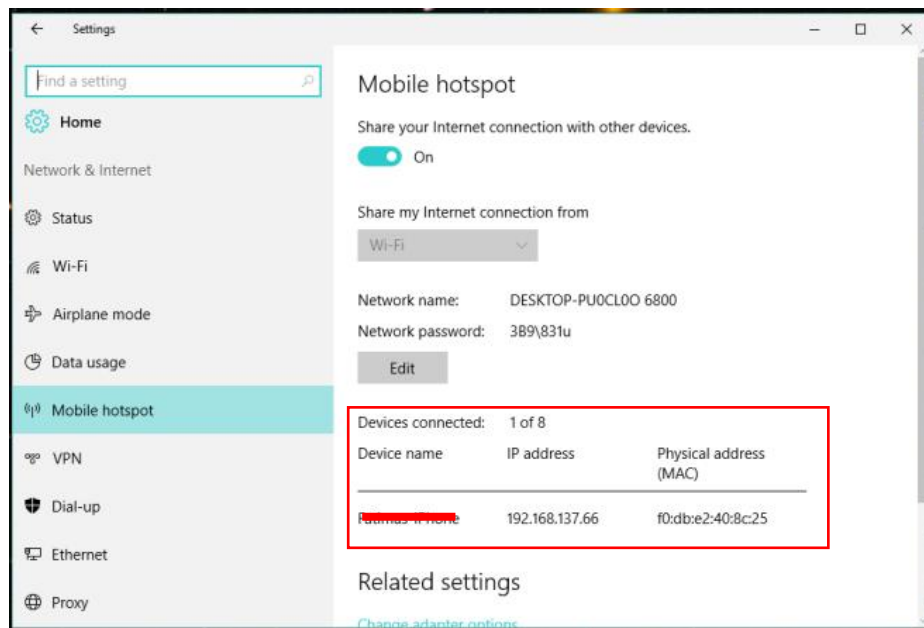 Settings
Find a setting
Home
Network & Internet
Status
Wi-Fi
Airplane mode
Data usage
Mobile hotspot
VPN
Dial-up
Ethernet
Proxy
Mobile hotspot
Share your Internet connection with other devices.
On
Share my Internet connection from
Wi-Fi
Network name: DESKTOP-PU0CL0O 6800
Network password: 3B9\831u
Edit
Devices connected: 1 of 8
Device name IP address Physical address
(MAC)
192.168.137.66 f0:db:e2:40:8c:25
Related settings
Change adapter options